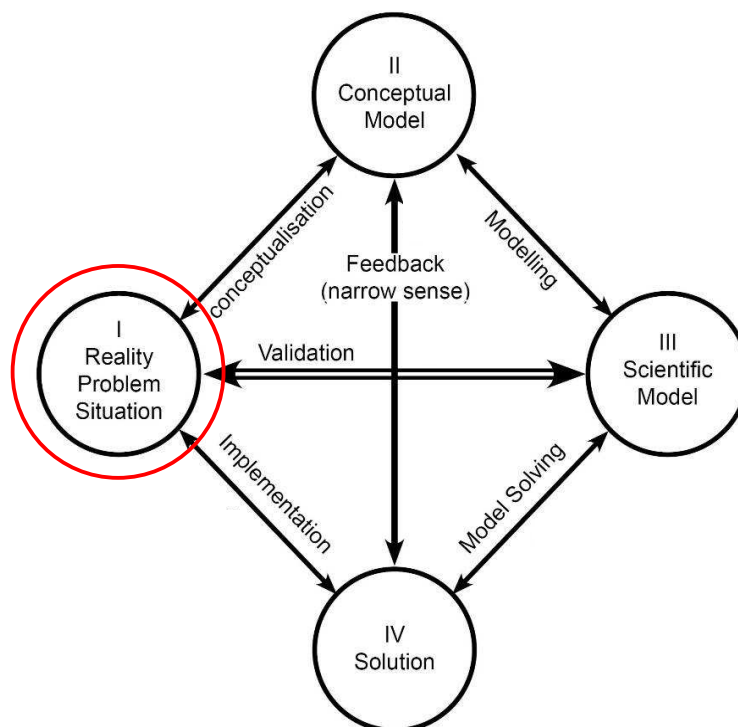 II
Conceptual
Model
conceptualisation
Modelling
Feedback
(narrow sense)
I
Reality
Problem
Situation
Validation
III
Scientific
Model
Implementation
Model Solving
IV
Solution